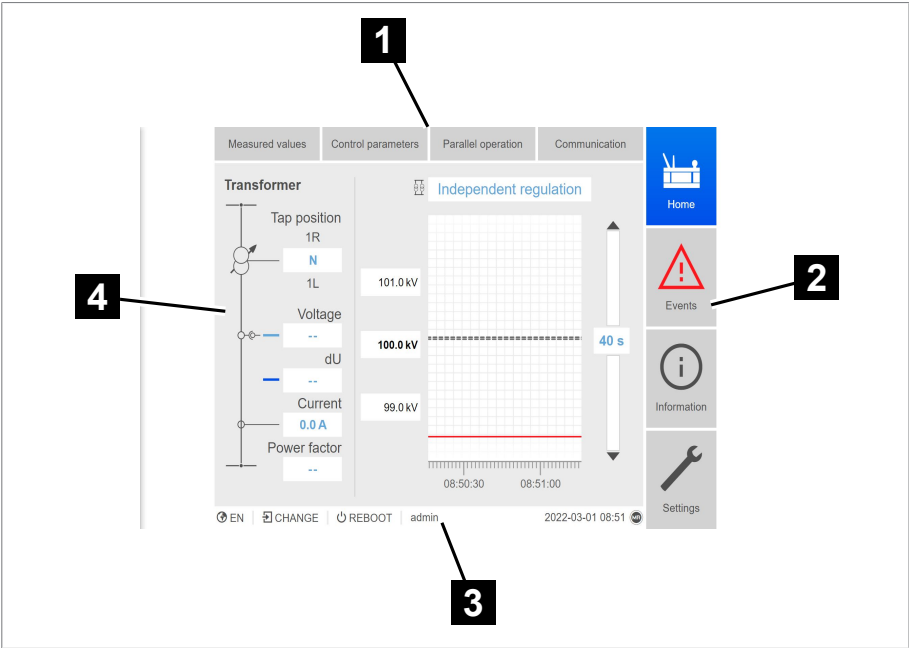 1
Measured values
Control parameters
Parallel operation
Communication
Home
Transformer
Independent regulation
Tap position
1R
N
1L
101.0 kV
Events
2
4
Voltage
--
100.0 kV
40 s
dU
--
Information
Current
99.0 kV
0.0 A
Power factor
--
08:50:30
08:51:00
Settings
EN
CHANGE
REBOOT
admin
2022-03-01 08:51
MR
3